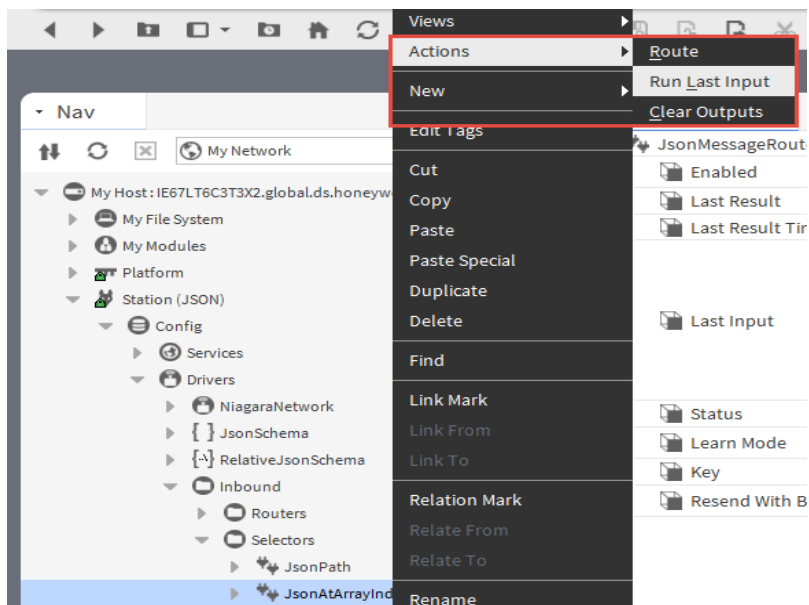 Views
Actions
Route
Run Last Input
New
Clear Outputs
Nav
Edit Tags
My Network
Cut
Copy
Paste
Paste Special
Duplicate
Delete
Find
Link Mark
Link From
Link To
Relation Mark
Relate From
Relate To
Rename
My Host : IE67LT6C3T3X2.global.ds.honeyw
My File System
My Modules
Platform
Station (JSON)
Config
Services
Drivers
NiagaraNetwork
JsonSchema
RelativeJsonSchema
Inbound
Routers
Selectors
JsonPath
JsonAtArrayInd
JsonMessageRout
Enabled
Last Result
Last Result Tin
Last Input
Status
Learn Mode
Key
Resend With B